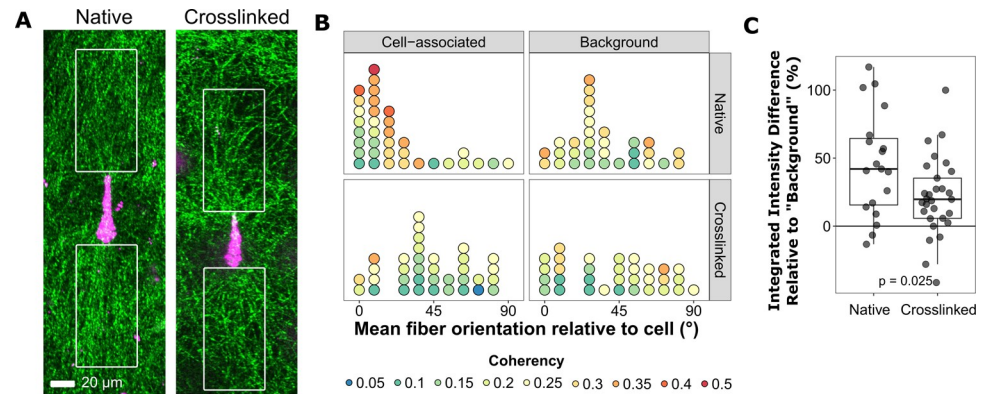 A
Native
Crosslinked
20 µm
B
Cell−associated
Background
Native
Crosslinked
0
45
90
0
45
90
Mean fiber orientation relative to cell (°)
Coherency
0.05
0.1
0.15
0.2
0.25
0.3
0.35
0.4
0.5
C
Integrated Intensity Difference
Relative to "Background" (%)
100
50
0
p = 0.025
Native
Crosslinked